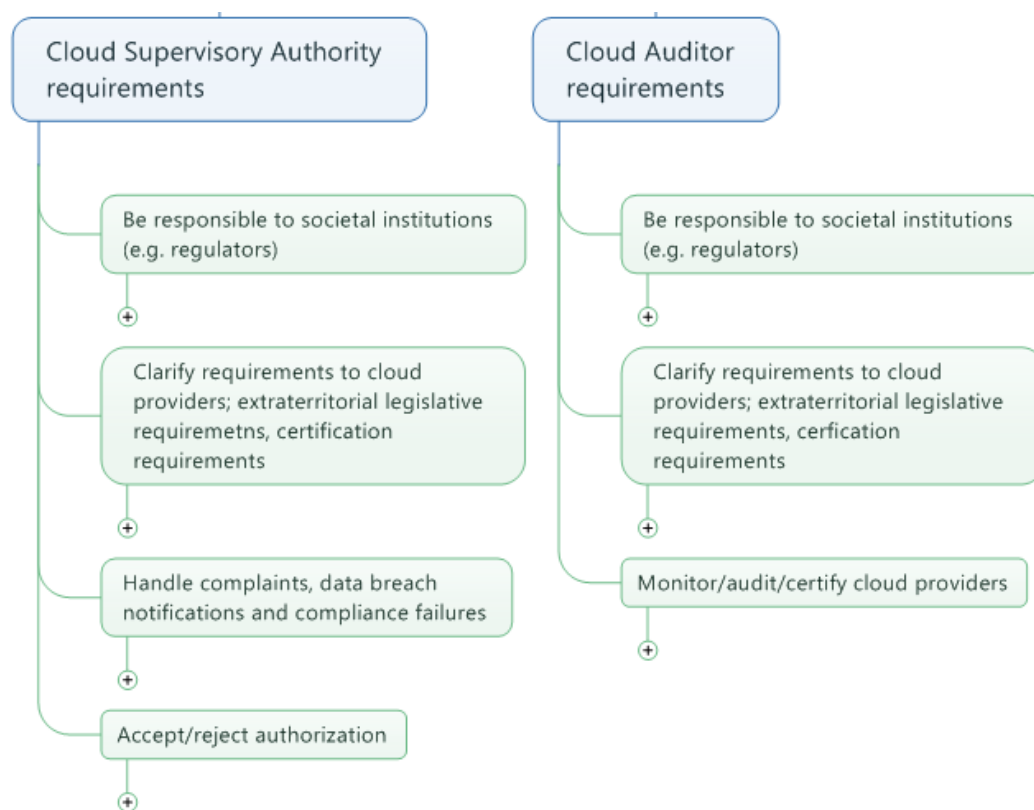 Cloud Supervisory Authority
requirements
Be responsible to societal institutions
(e.g. regulators)
Clarify requirements to cloud
providers; extraterritorial legislative
requiremetns, certification
requirements
Handle complaints, data breach
notifications and compliance failures
Accept/reject authorization
Cloud Auditor
requirements
Be responsible to societal institutions
(e.g. regulators)
Clarify requirements to cloud
providers; extraterritorial legislative
requirements, cerfication
requirements
Monitor/audit/certify cloud providers